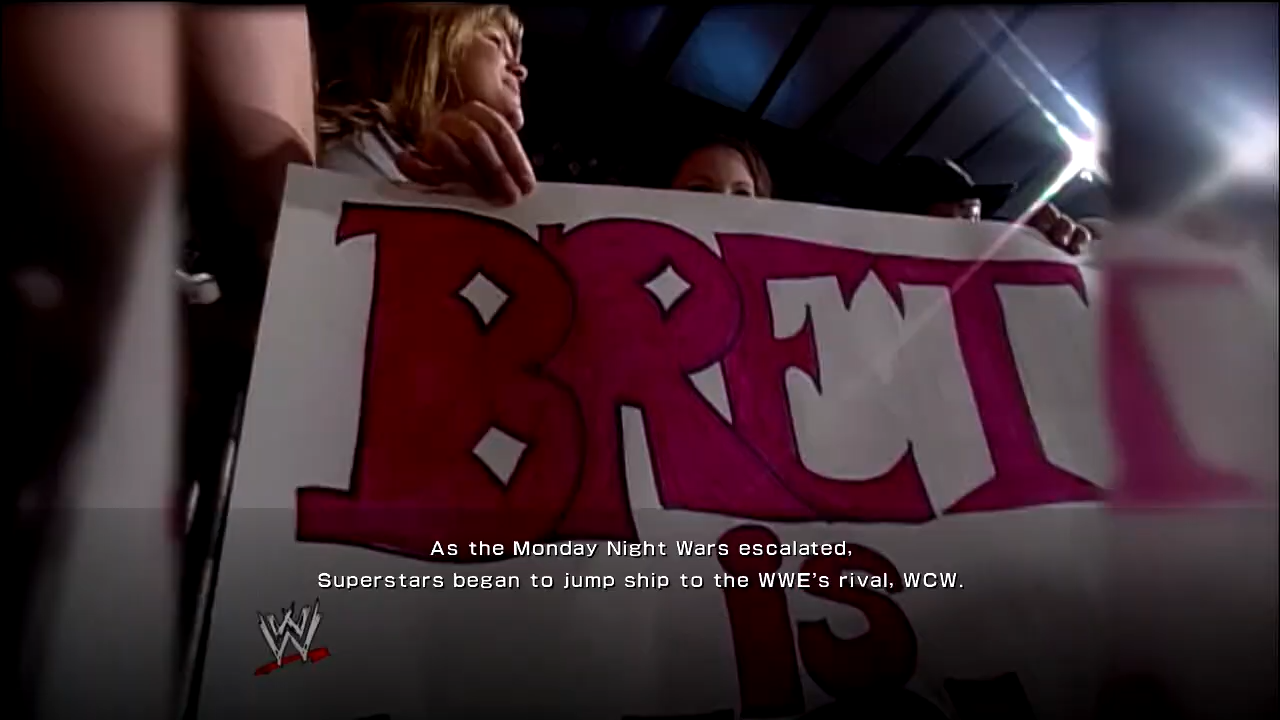 BRET
is
As the Monday Night Wars escalated,
Superstars began to jump ship to the WWE's rival, WCW.
W